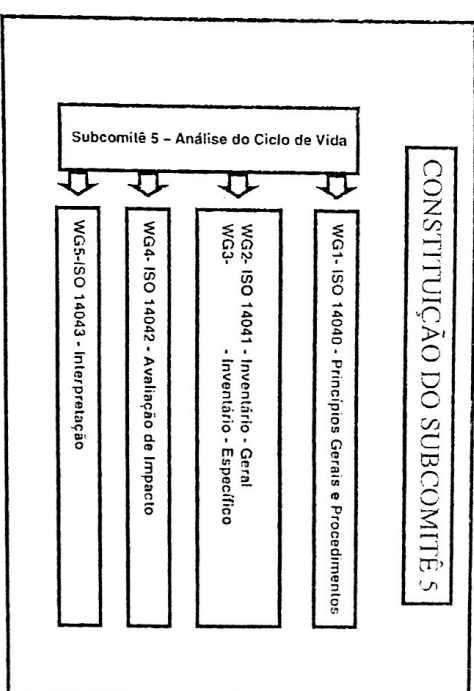 CONSTITUIÇÃO DO SUBCOMITÊ 5
Subcomitê 5 – Análise do Ciclo de Vida
WG1- ISO 14040 - Princípios Gerais e Procedimentos
WG2- ISO 14041 - Inventário - Geral
WG3- - Inventário - Específico
WG4- ISO 14042 - Avaliação de Impacto
WG5-ISO 14043 - Interpretação